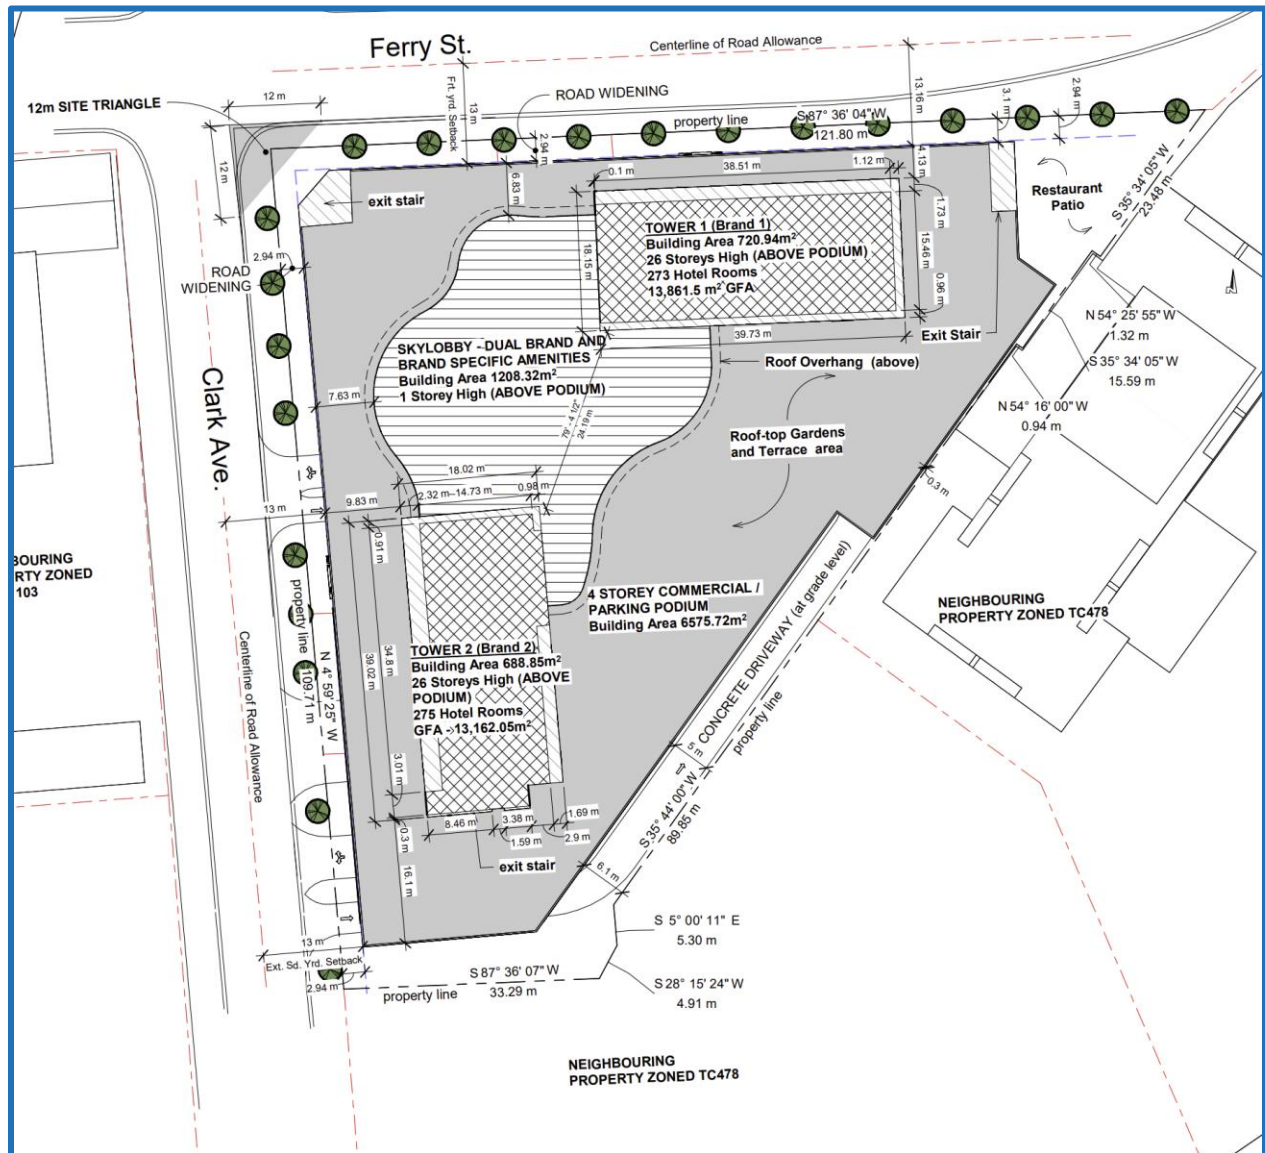 Ferry St.
Centerline of Road Allowance
12 m
12m SITE TRIANGLE
Frt. yrd. Setback
13 m
ROAD WIDENING
13.16 m
2.94 m
3.1 m
property line
S 87° 36' 04" W
121.80 m
2.94 m
12 m
4.13 m
38.51 m
1.12 m
0.1 m
6.83 m
exit stair
Restaurant
Patio
S 35° 34' 05" W
23.48 m
TOWER 1 (Brand 1)
Building Area 720.94m²
26 Storeys High (ABOVE PODIUM)
273 Hotel Rooms
13,861.5 m² GFA
18.15 m
1.73 m
15.46 m
0.96 m
2.94 m
ROAD
WIDENING
N 54° 25' 55" W
1.32 m
S 35° 34' 05" W
15.59 m
N 54° 16' 00" W
0.94 m
39.73 m
Exit Stair
SKYLOBBY - DUAL BRAND AND
BRAND SPECIFIC AMENITIES
Building Area 1208.32m²
1 Storey High (ABOVE PODIUM)
Roof Overhang (above)
7.63 m
Clark Ave.
79' - 4 1/2"
24.19 m
Roof-top Gardens
and Terrace area
0.3 m
18.02 m
2.32 m
14.73 m
0.98 m
9.83 m
13 m
0.91 m
BOURING
RTY ZONED
103
property line
N 4° 59' 25" W
109.71 m
Centerline of Road Allowance
39.02 m
34.8 m
4 STOREY COMMERCIAL /
PARKING PODIUM
Building Area 6575.72m²
CONCRETE DRIVEWAY (at grade level)
property line
NEIGHBOURING
PROPERTY ZONED TC478
TOWER 2 (Brand 2)
Building Area 688.85m²
26 Storeys High (ABOVE
PODIUM)
275 Hotel Rooms
GFA - 13,162.05m²
5 m
S 35° 44' 00" W
89.85 m
3.01 m
0.3 m
16.1 m
8.46 m
3.38 m
1.69 m
1.59 m
2.9 m
exit stair
6.1 m
S 5° 00' 11" E
5.30 m
13 m
Ext. Sd. Yrd. Setback
2.94 m
property line
S 87° 36' 07" W
33.29 m
S 28° 15' 24" W
4.91 m
NEIGHBOURING
PROPERTY ZONED TC478